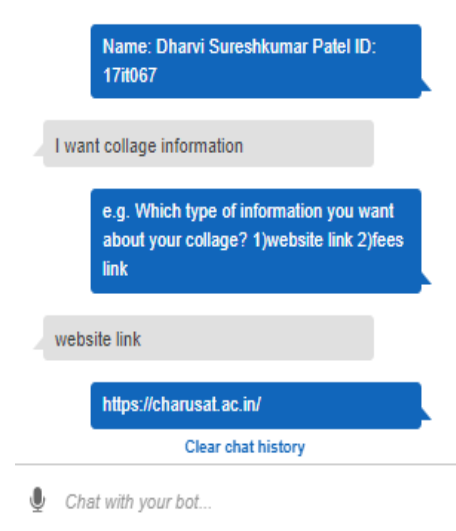 Name: Dharvi Sureshkumar Patel ID:
17it067
I want collage information
e.g. Which type of information you want
about your collage? 1)website link 2)fees
link
website link
https://charusat.ac.in/
Clear chat history
Chat with your bot...